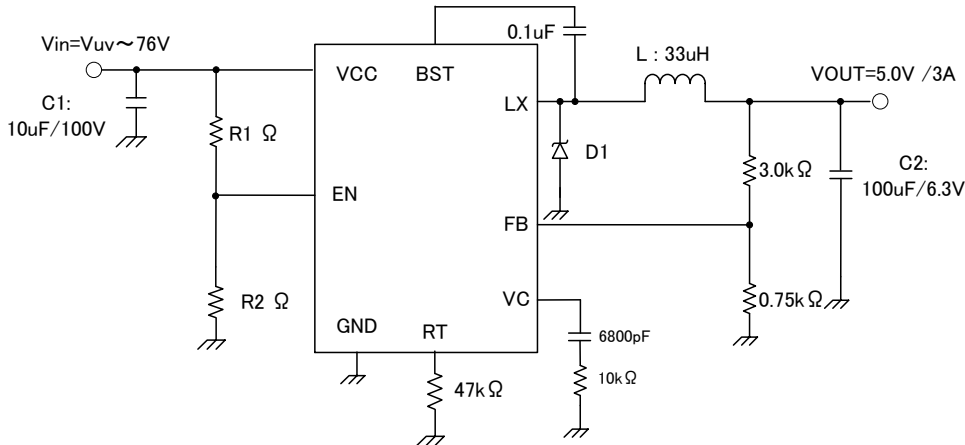 Vin=Vuv～76V
C1:
10uF/100V
R1 Ω
R2 Ω
VCC
BST
EN
GND
RT
LX
FB
VC
0.1uF
L : 33uH
D1
VOUT=5.0V /3A
3.0kΩ
C2:
100uF/6.3V
0.75kΩ
6800pF
10kΩ
47kΩ